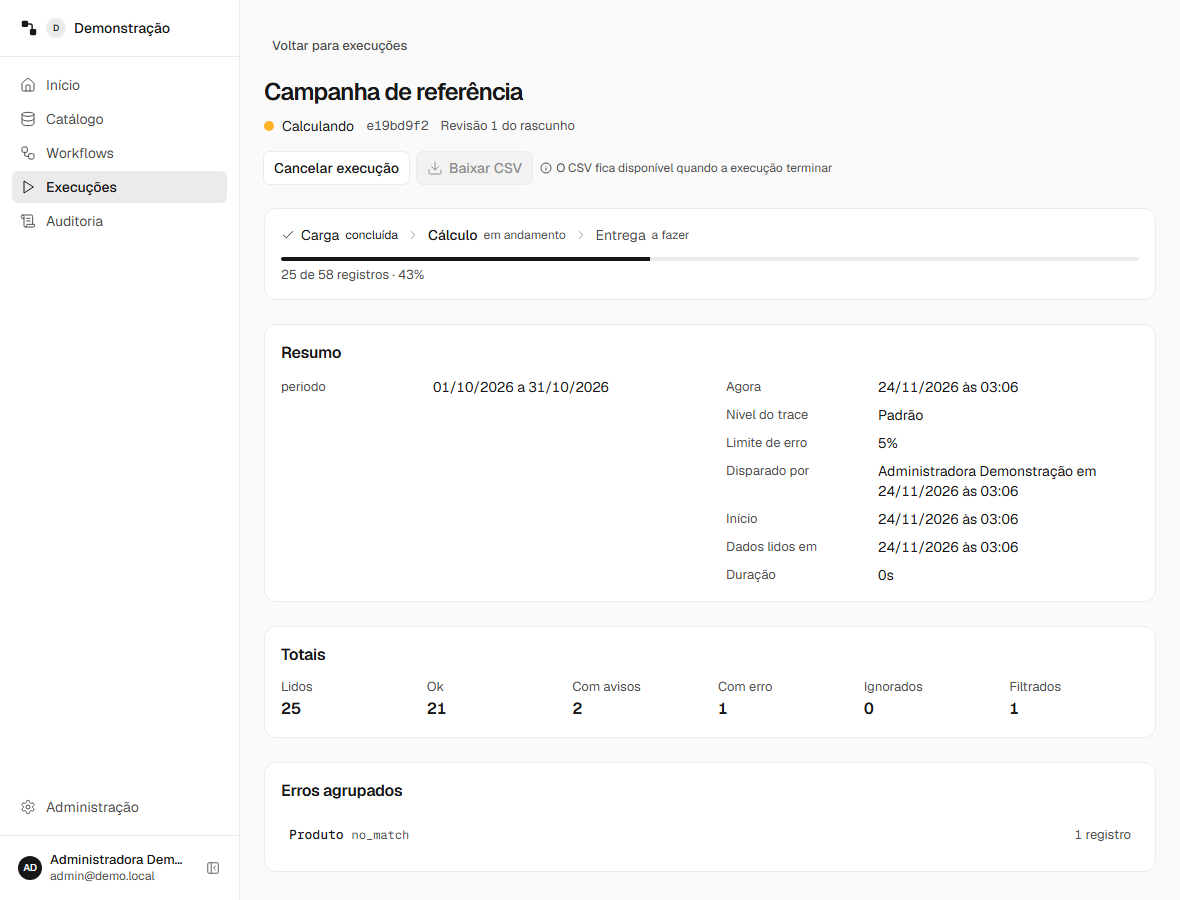 D Demonstração
Início
Catálogo
Workflows
Execuções
Auditoria
Administração
AD
Administradora Dem...
admin@demo.local
Voltar para execuções
Campanha de referência
Calculando e19bd9f2 Revisão 1 do rascunho
Cancelar execução Baixar CSV O CSV fica disponível quando a execução terminar
Carga concluída Cálculo em andamento Entrega a fazer
25 de 58 registros · 43%
Resumo
periodo 01/10/2026 a 31/10/2026
Agora 24/11/2026 às 03:06
Nível do trace Padrão
Limite de erro 5%
Disparado por Administradora Demonstração em
24/11/2026 às 03:06
Início 24/11/2026 às 03:06
Dados lidos em 24/11/2026 às 03:06
Duração 0s
Totais
Lidos Ok Com avisos Com erro Ignorados Filtrados
25 21 2 1 0 1
Erros agrupados
Produto no_match 1 registro